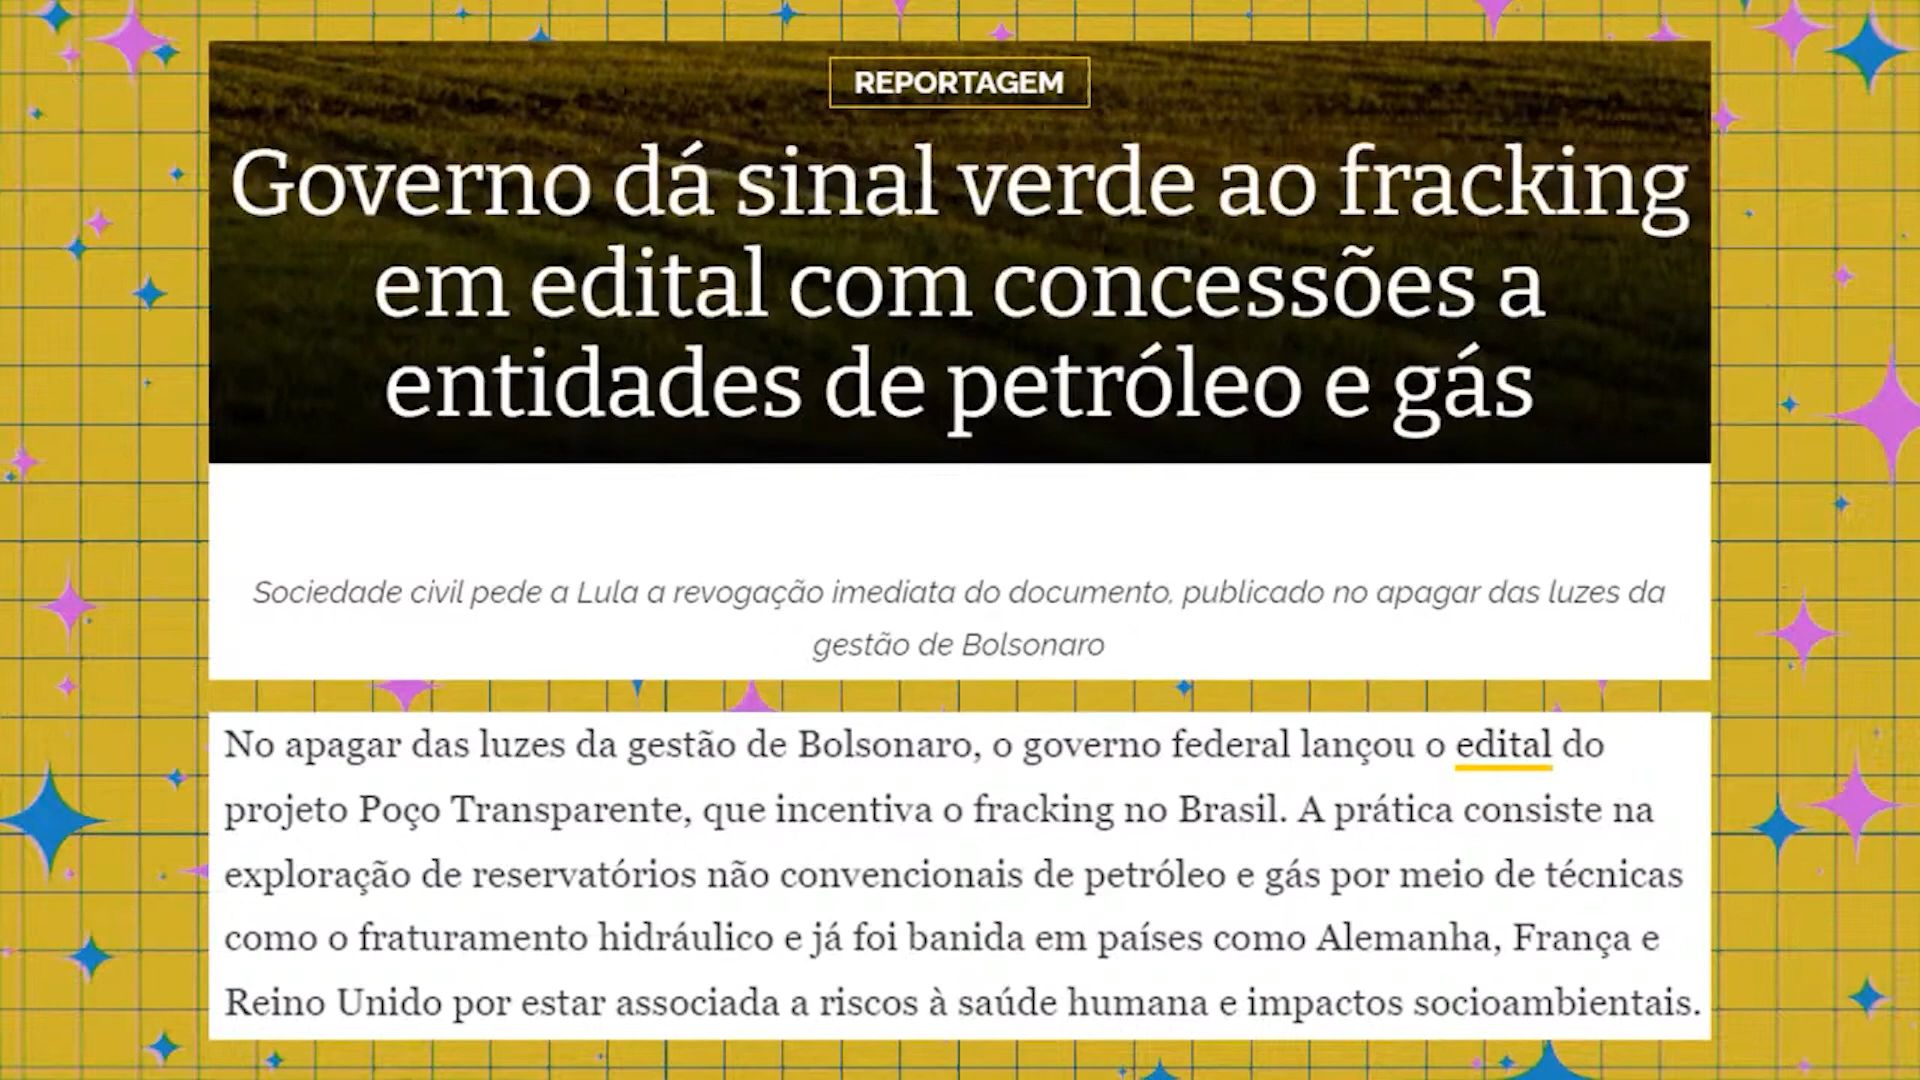 REPORTAGEM
Governo dá sinal verde ao fracking
em edital com concessões a
entidades de petróleo e gás
Sociedade civil pede a Lula a revogação imediata do documento, publicado no apagar das luzes da
gestão de Bolsonaro
No apagar das luzes da gestão de Bolsonaro, o governo federal lançou o edital do
projeto Poço Transparente, que incentiva o fracking no Brasil. A prática consiste na
exploração de reservatórios não convencionais de petróleo e gás por meio de técnicas
como o fraturamento hidráulico e já foi banida em países como Alemanha, França e
Reino Unido por estar associada a riscos à saúde humana e impactos socioambientais.